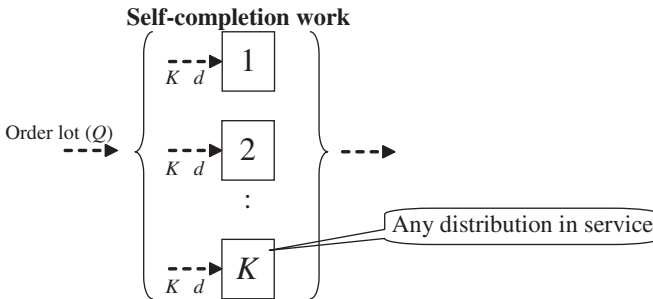 Self-completion work
1
K d
Order lot (Q)
2
K d
:
Any distribution in service
K
K d